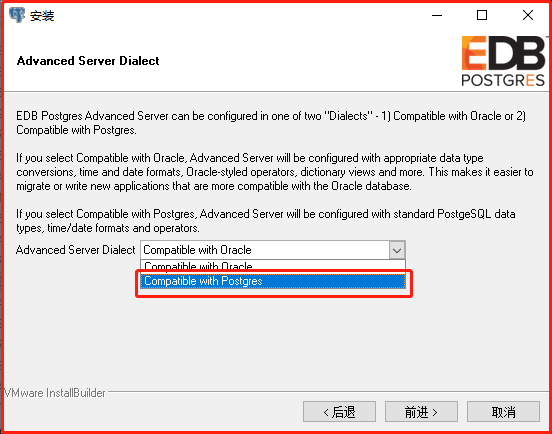 安装
Advanced Server Dialect
EDB
POSTGRES
EDB Postgres Advanced Server can be configured in one of two "Dialects" - 1) Compatible with Oracle or 2)
Compatible with Postgres.
If you select Compatible with Oracle, Advanced Server will be configured with appropriate data type
conversions, time and date formats, Oracle-styled operators, dictionary views and more. This makes it easier to
migrate or write new applications that are more compatible with the Oracle database.
If you select Compatible with Postgres, Advanced Server will be configured with standard PostgeSQL data
types, time/date formats and operators.
Advanced Server Dialect Compatible with Oracle
Compatible with Oracle
Compatible with Postgres
VMware InstallBuilder
< 后退 前进 > 取消